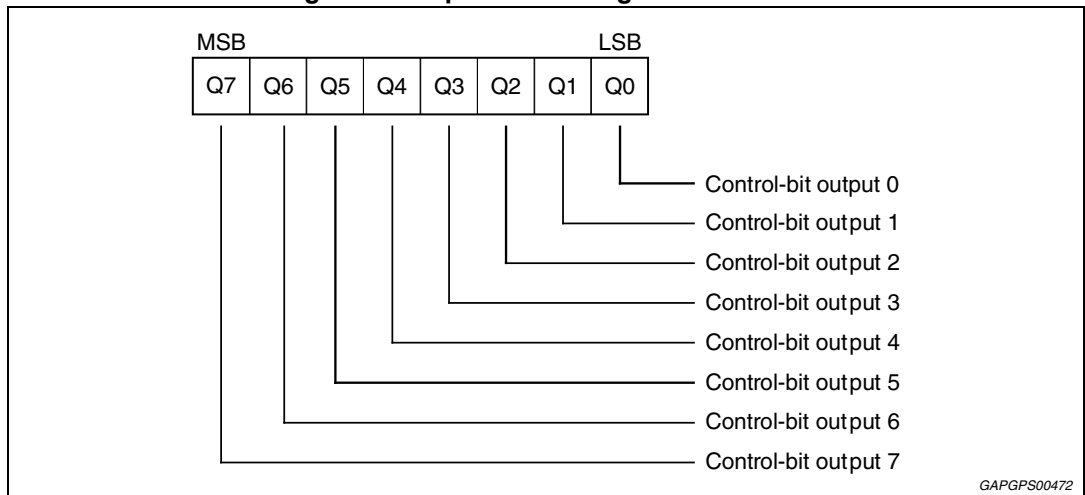 MSB LSB
Q7 Q6 Q5 Q4 Q3 Q2 Q1 Q0
Control-bit output 0
Control-bit output 1
Control-bit output 2
Control-bit output 3
Control-bit output 4
Control-bit output 5
Control-bit output 6
Control-bit output 7
GAPGPS00472